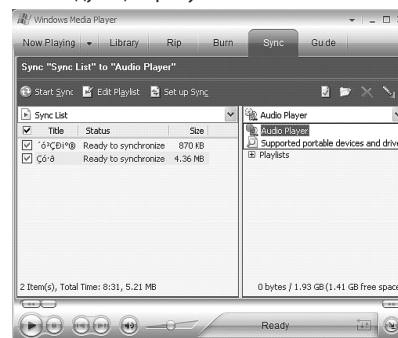 Windows Media Player
Now Playing Library Rip Burn Sync Guide
Sync "Sync List" to "Audio Player"
Start Sync Edit Playlist Set up Sync
Sync List Audio Player
Title Status Size Audio Player
Ready to synchronize 870 KB Supported portable devices and drive
Ready to synchronize 4.36 MB Playlists
2 Item(s), Total Time: 8:31, 5.21 MB 0 bytes / 1.93 GB (1.41 GB free space
Ready